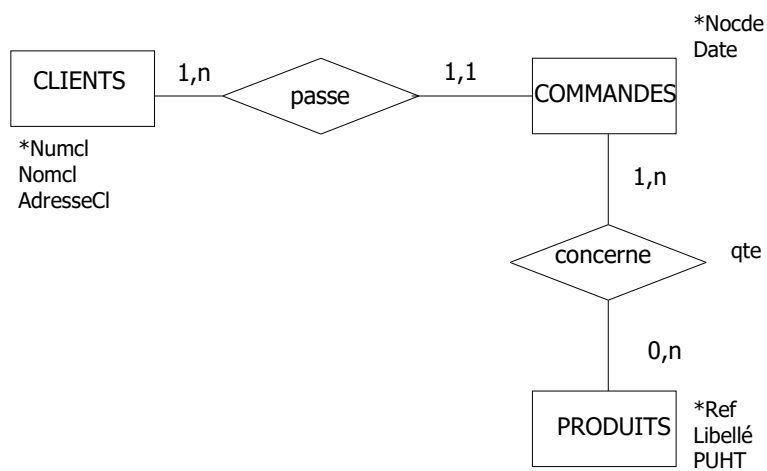 *Nocde
Date
CLIENTS
1,n
passe
1,1
COMMANDES
*Numcl
Nomcl
AdresseCl
1,n
concerne
qte
0,n
PRODUITS
*Ref
Libellé
PUHT